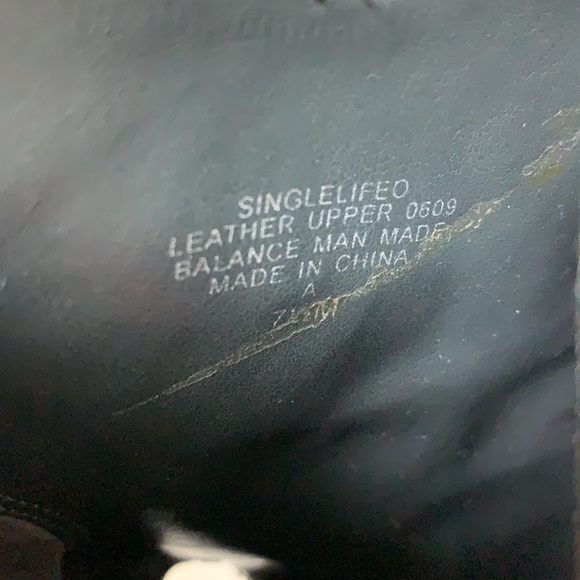 SINGLELIFEO
LEATHER UPPER 0609
BALANCE MAN MADE
MADE IN CHINA
A